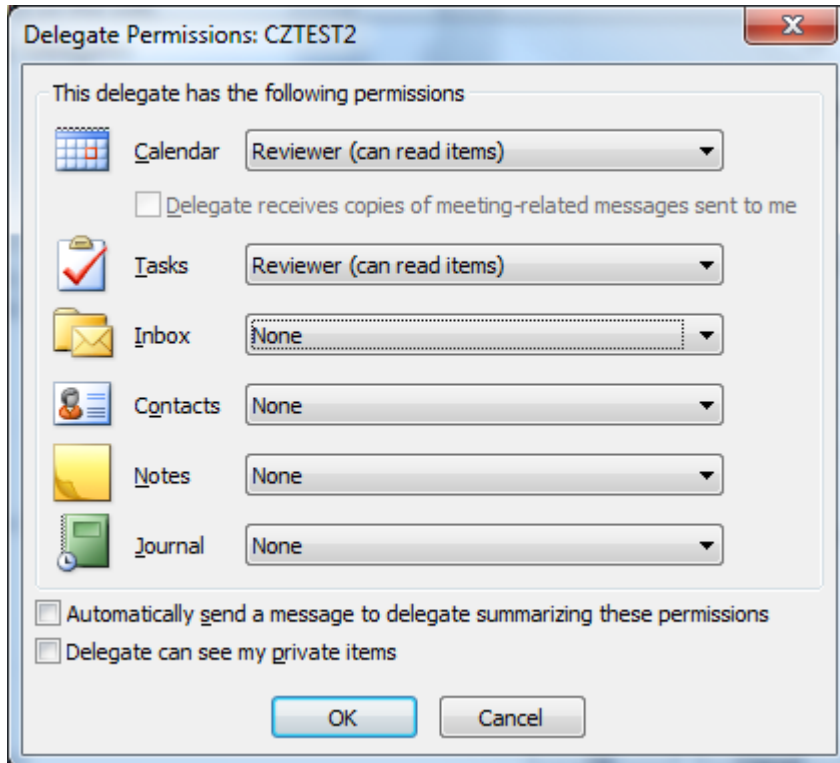 Delegate Permissions: CZTEST2
This delegate has the following permissions
Calendar Reviewer (can read items)
Delegate receives copies of meeting-related messages sent to me
Tasks Reviewer (can read items)
Inbox None
Contacts None
Notes None
Journal None
Automatically send a message to delegate summarizing these permissions
Delegate can see my private items
OK Cancel